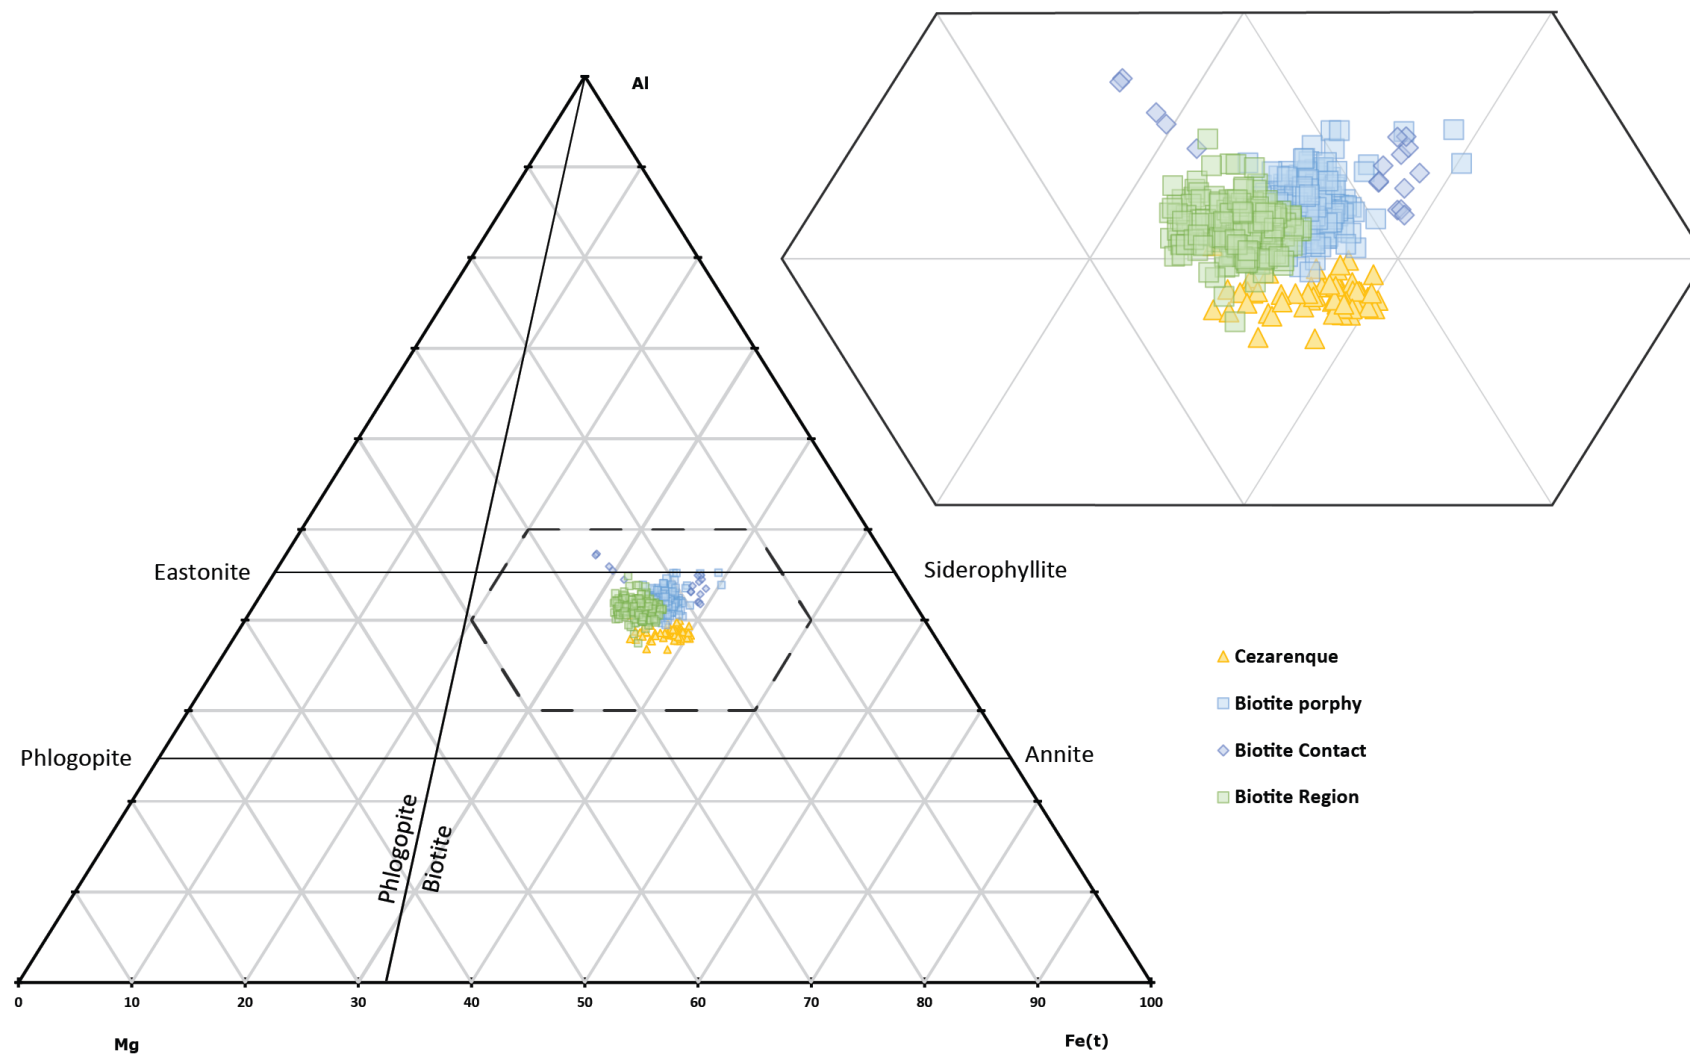 Al
Eastonite
Siderophyllite
Phlogopite
Annite
Phlogopite
Biotite
Cezarenque
Biotite porphy
Biotite Contact
Biotite Region
0 10 20 30 40 50 60 70 80 90 100
Mg
Fe(t)